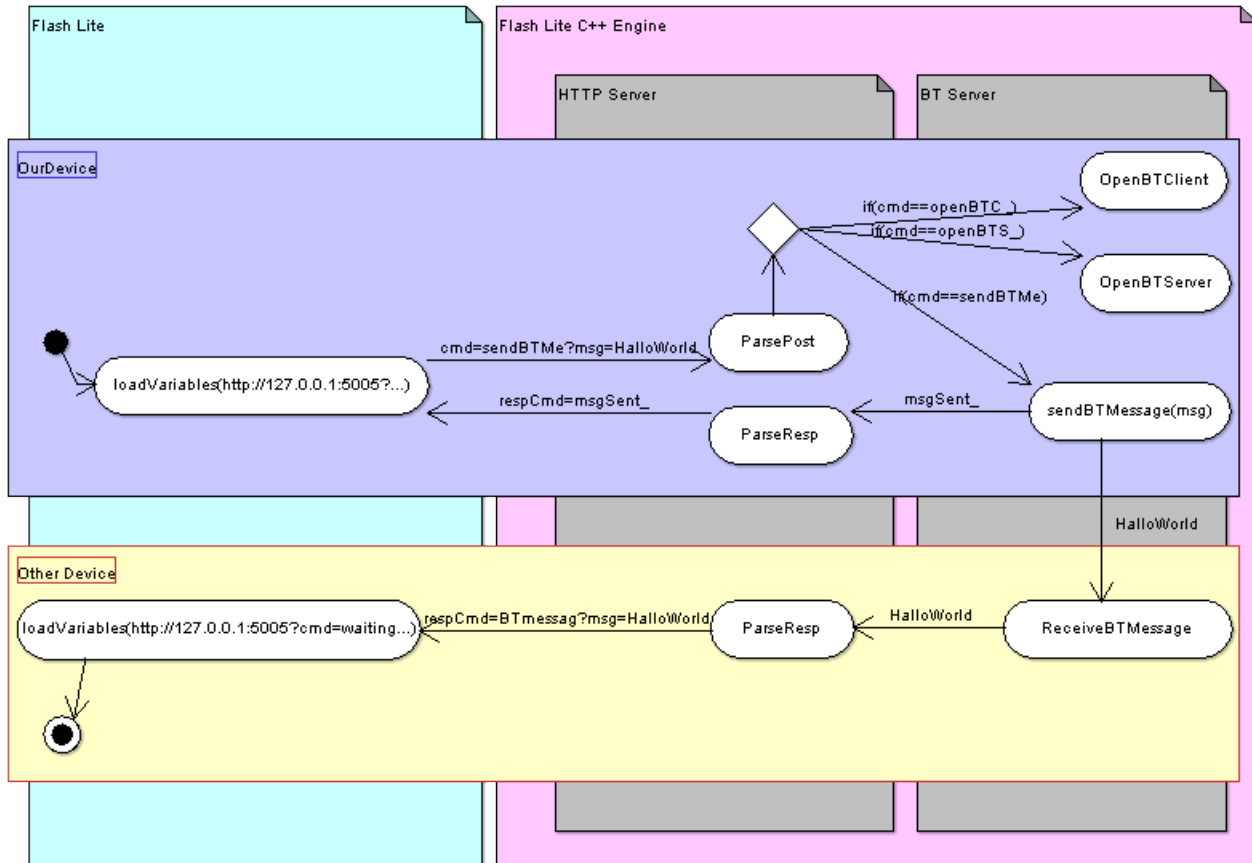 Flash Lite
Flash Lite C++ Engine
HTTP Server
BT Server
OurDevice
OpenBTClient
if(cmd==openBTC_)
if(cmd==openBTS_)
OpenBTServer
if(cmd==sendBTMe)
ParsePost
cmd=sendBTMe?msg=HalloWorld
loadVariables(http://127.0.0.1:5005?...)
respCmd=msgSent_
msgSent_
sendBTMessage(msg)
ParseResp
HalloWorld
Other Device
loadVariables(http://127.0.0.1:5005?cmd=waiting...)
respCmd=BTmessag?msg=HalloWorld
ParseResp
HalloWorld
ReceiveBTMessage